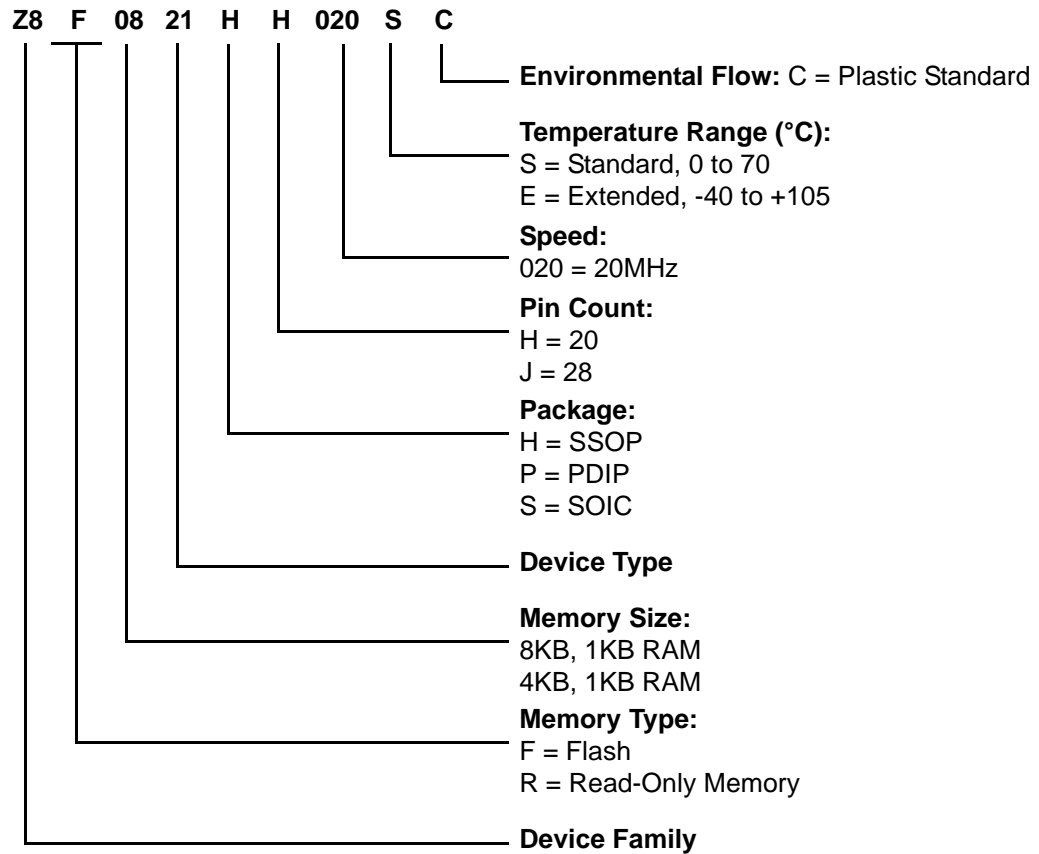 Z8 F 08 21 H H 020 S C
Environmental Flow: C = Plastic Standard
Temperature Range (°C):
S = Standard, 0 to 70
E = Extended, -40 to +105
Speed:
020 = 20MHz
Pin Count:
H = 20
J = 28
Package:
H = SSOP
P = PDIP
S = SOIC
Device Type
Memory Size:
8KB, 1KB RAM
4KB, 1KB RAM
Memory Type:
F = Flash
R = Read-Only Memory
Device Family